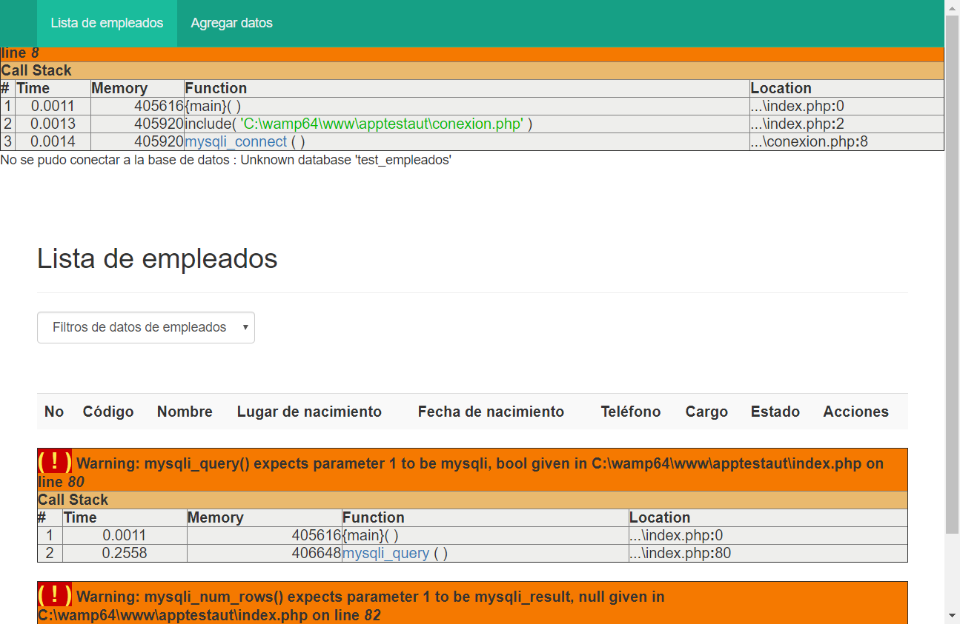 Lista de empleados Agregar datos
line 8
Call Stack
# Time Memory Function Location
1 0.0011 405616 {main}( ) ...\index.php:0
2 0.0013 405920 include( 'C:\wamp64\www\apptestaut\conexion.php' ) ...\index.php:2
3 0.0014 405920 mysqli_connect ( ) ...\conexion.php:8
No se pudo conectar a la base de datos : Unknown database 'test_empleados'
Lista de empleados
Filtros de datos de empleados
No Código Nombre Lugar de nacimiento Fecha de nacimiento Teléfono Cargo Estado Acciones
( ! ) Warning: mysqli_query() expects parameter 1 to be mysqli, bool given in C:\wamp64\www\apptestaut\index.php on
line 80
Call Stack
# Time Memory Function Location
1 0.0011 405616 {main}( ) ...\index.php:0
2 0.2558 406648 mysqli_query ( ) ...\index.php:80
( ! ) Warning: mysqli_num_rows() expects parameter 1 to be mysqli_result, null given in
C:\wamp64\www\apptestaut\index.php on line 82